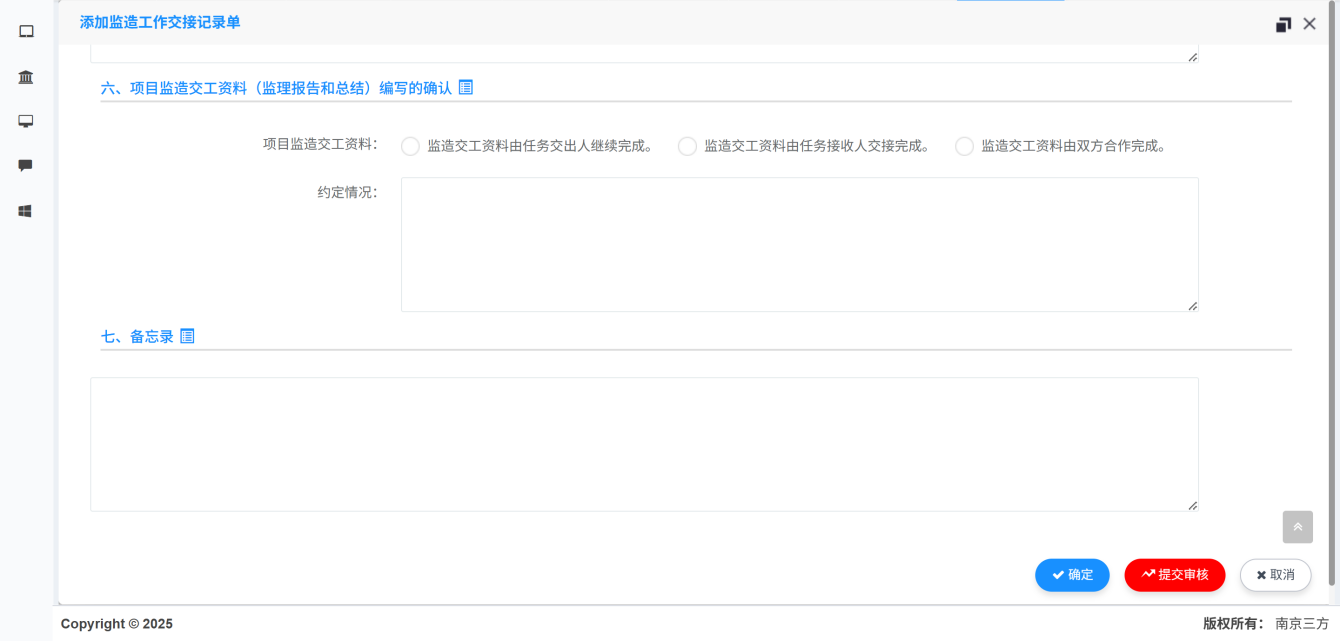 添加监造工作交接记录单
六、项目监造交工资料（监理报告和总结）编写的确认
项目监造交工资料： 监造交工资料由任务交出人继续完成。 监造交工资料由任务接收人交接完成。 监造交工资料由双方合作完成。
约定情况：
七、备忘录
确定 提交审核 取消
Copyright © 2025 版权所有： 南京三方